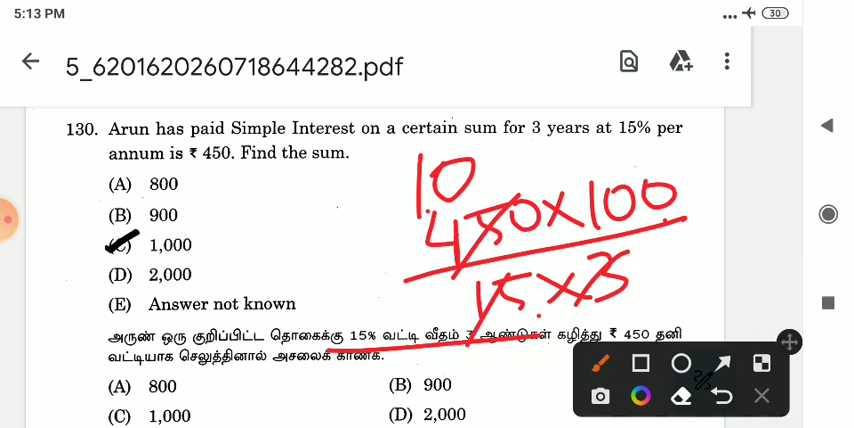 5:13 PM
... 30
5_6201620260718644282.pdf
130. Arun has paid Simple Interest on a certain sum for 3 years at 15% per
annum is ₹ 450. Find the sum.
(A) 800
(B) 900
(C) 1,000
(D) 2,000
(E) Answer not known
10
450×100
15×3
அருண் ஒரு குறிப்பிட்ட தொகைக்கு 15% வட்டி வீதம் 3 ஆண்டுகள் கழித்து ₹ 450 தனி
வட்டியாக செலுத்தினால் அசலைக் காண்க.
(A) 800 (B) 900
(C) 1,000 (D) 2,000